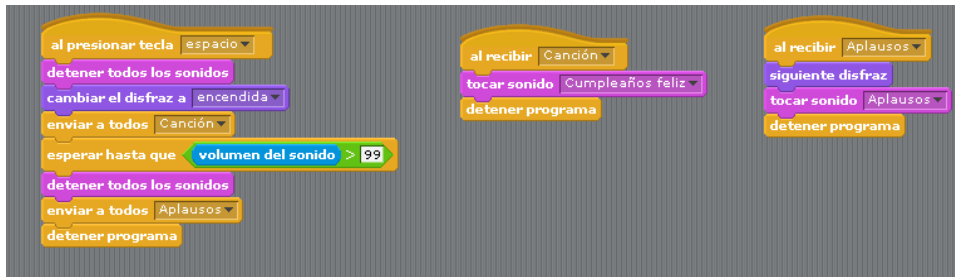 al presionar tecla espacio
detener todos los sonidos
cambiar el disfraz a encendida
enviar a todos Canción
esperar hasta que volumen del sonido > 99
detener todos los sonidos
enviar a todos Aplausos
detener programa
al recibir Canción
tocar sonido Cumpleaños feliz
detener programa
al recibir Aplausos
siguiente disfraz
tocar sonido Aplausos
detener programa